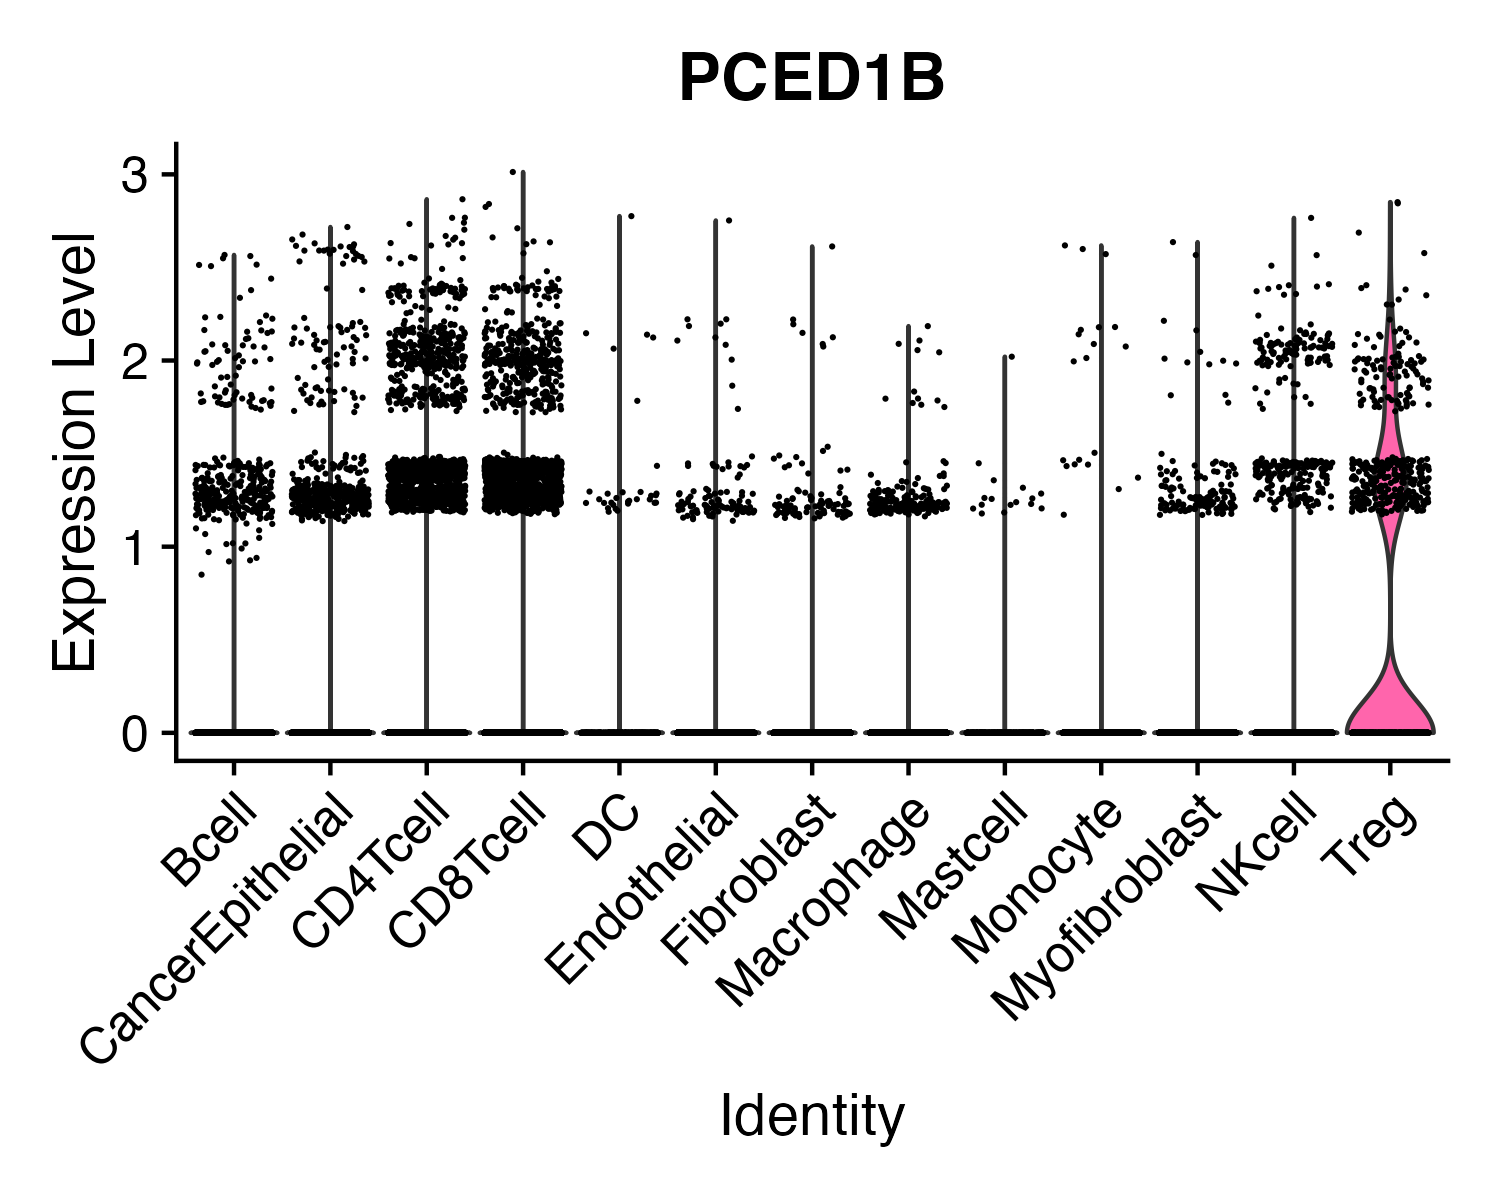 PCED1B
Expression Level
3
2
1
0
Bcell
CancerEpithelial
CD4Tcell
CD8Tcell
DC
Endothelial
Fibroblast
Macrophage
Mastcell
Monocyte
Myofibroblast
NKcell
Treg
Identity